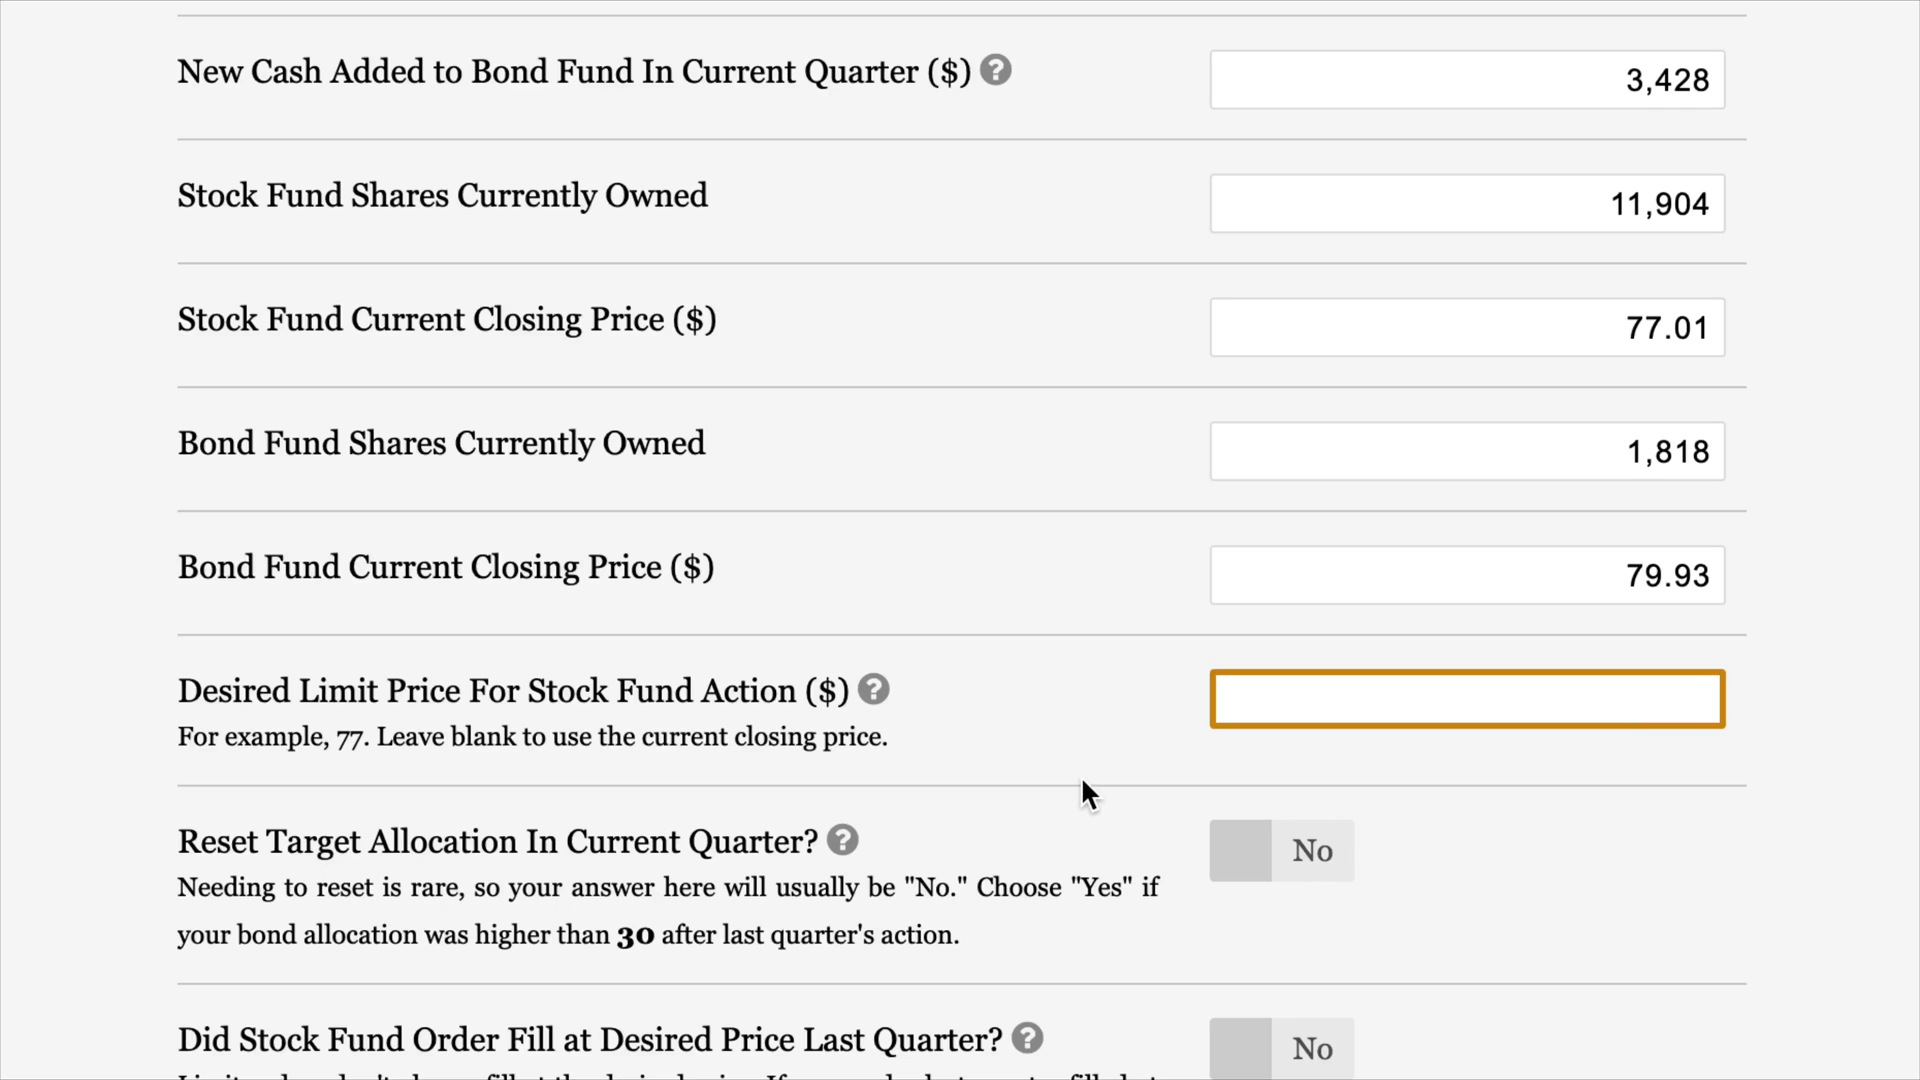 New Cash Added to Bond Fund In Current Quarter ($) ?
3,428
Stock Fund Shares Currently Owned
11,904
Stock Fund Current Closing Price ($)
77.01
Bond Fund Shares Currently Owned
1,818
Bond Fund Current Closing Price ($)
79.93
Desired Limit Price For Stock Fund Action ($) ?
For example, 77. Leave blank to use the current closing price.
Reset Target Allocation In Current Quarter? ?
No
Needing to reset is rare, so your answer here will usually be "No." Choose "Yes" if
your bond allocation was higher than 30 after last quarter's action.
Did Stock Fund Order Fill at Desired Price Last Quarter? ?
No